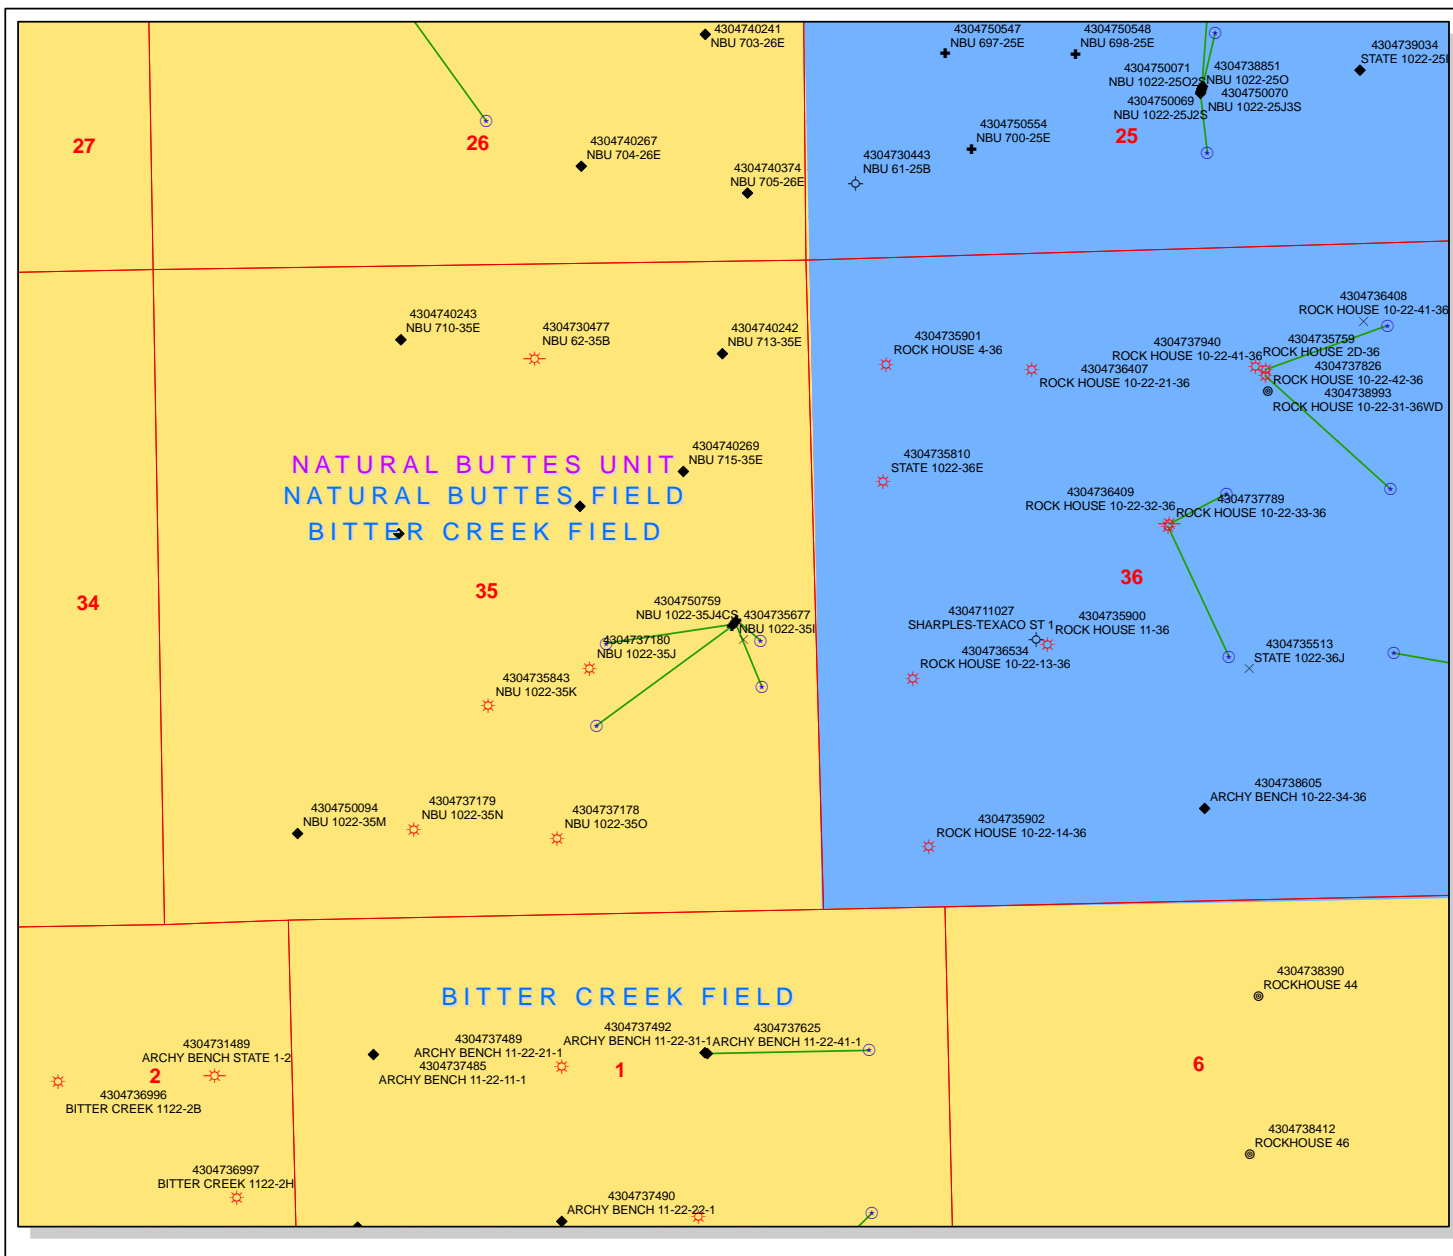 4304740241
NBU 703-26E
4304750547
NBU 697-25E
4304750548
NBU 698-25E
4304739034
STATE 1022-25I
4304750071
NBU 1022-25O2S
4304738851
NBU 1022-25O
4304750069
NBU 1022-25J2S
4304750070
NBU 1022-25J3S
27
26
25
4304740267
NBU 704-26E
4304740374
NBU 705-26E
4304730443
NBU 61-25B
4304750554
NBU 700-25E
4304740243
NBU 710-35E
4304730477
NBU 62-35B
4304740242
NBU 713-35E
4304735901
ROCK HOUSE 4-36
4304736407
ROCK HOUSE 10-22-21-36
4304736408
ROCK HOUSE 10-22-41-36
4304737940
ROCK HOUSE 10-22-41-36
4304735759
ROCK HOUSE 2D-36
4304737826
ROCK HOUSE 10-22-42-36
4304738993
ROCK HOUSE 10-22-31-36WD
4304740269
NBU 715-35E
NATURAL BUTTES UNIT
NATURAL BUTTES FIELD
BITTER CREEK FIELD
4304735810
STATE 1022-36E
4304736409
ROCK HOUSE 10-22-32-36
4304737789
ROCK HOUSE 10-22-33-36
34
35
36
4304750759
NBU 1022-35J4CS
4304735677
NBU 1022-35I
4304737180
NBU 1022-35J
4304735843
NBU 1022-35K
4304711027
SHARPLES-TEXACO ST 1
4304735900
ROCK HOUSE 11-36
4304736534
ROCK HOUSE 10-22-13-36
4304735513
STATE 1022-36J
4304750094
NBU 1022-35M
4304737179
NBU 1022-35N
4304737178
NBU 1022-35O
4304735902
ROCK HOUSE 10-22-14-36
4304738605
ARCHY BENCH 10-22-34-36
BITTER CREEK FIELD
4304738390
ROCKHOUSE 44
4304731489
ARCHY BENCH STATE 1-2
2
4304736996
BITTER CREEK 1122-2B
4304737489
ARCHY BENCH 11-22-21-1
4304737485
ARCHY BENCH 11-22-11-1
4304737492
ARCHY BENCH 11-22-31-1
4304737625
ARCHY BENCH 11-22-41-1
1
6
4304738412
ROCKHOUSE 46
4304736997
BITTER CREEK 1122-2H
4304737490
ARCHY BENCH 11-22-22-1